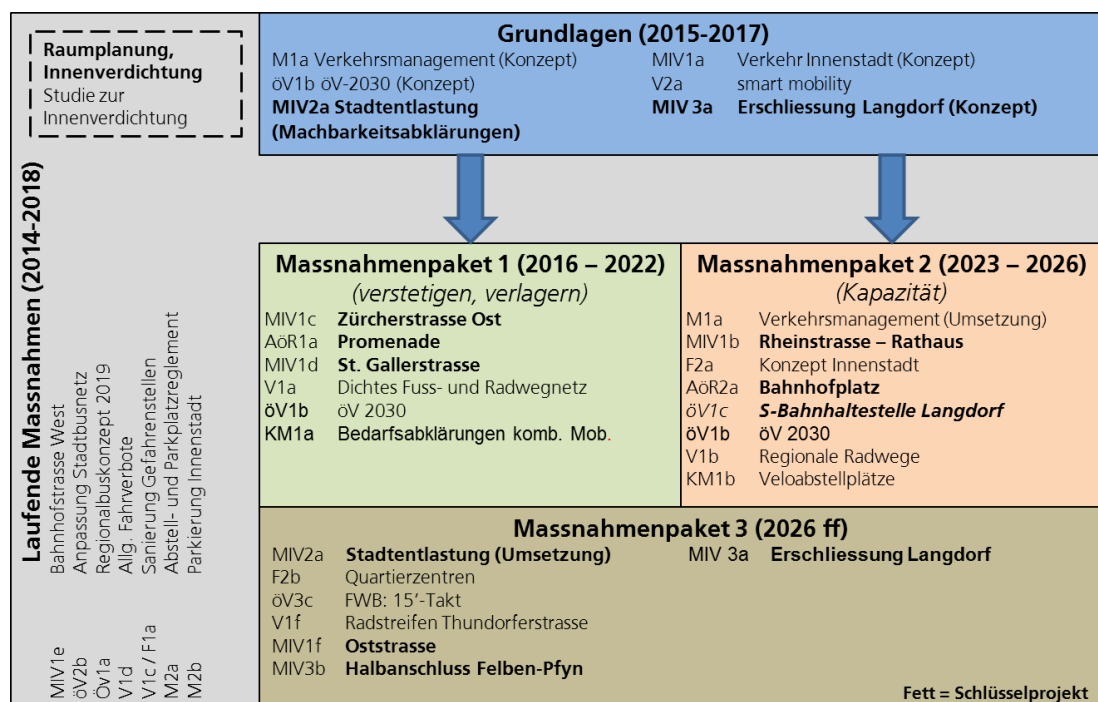 Raumplanung,
Innenverdichtung
Studie zur
Innenverdichtung
Laufende Massnahmen (2014-2018)
MIV1e Bahnhofstrasse West
öV2b Anpassung Stadtbusnetz
Öv1a Regionalbuskonzept 2019
V1d Allg. Fahrverbote
V1c / F1a Sanierung Gefahrenstellen
M2a Abstell- und Parkplatzreglement
M2b Parkierung Innenstadt
Grundlagen (2015-2017)
M1a Verkehrsmanagement (Konzept)
öV1b öV-2030 (Konzept)
MIV2a Stadtentlastung
(Machbarkeitsabklärungen)
MIV1a Verkehr Innenstadt (Konzept)
V2a smart mobility
MIV 3a Erschliessung Langdorf (Konzept)
Massnahmenpaket 1 (2016 – 2022)
(verstetigen, verlagern)
MIV1c Zürcherstrasse Ost
AöR1a Promenade
MIV1d St. Gallerstrasse
V1a Dichtes Fuss- und Radwegnetz
öV1b öV 2030
KM1a Bedarfsabklärungen komb. Mob.
Massnahmenpaket 2 (2023 – 2026)
(Kapazität)
M1a Verkehrsmanagement (Umsetzung)
MIV1b Rheinstrasse – Rathaus
F2a Konzept Innenstadt
AöR2a Bahnhofplatz
öV1c S-Bahnhaltestelle Langdorf
öV1b öV 2030
V1b Regionale Radwege
KM1b Veloabstellplätze
Massnahmenpaket 3 (2026 ff)
MIV2a Stadtentlastung (Umsetzung)
F2b Quartierzentren
öV3c FWB: 15’-Takt
V1f Radstreifen Thundorferstrasse
MIV1f Oststrasse
MIV3b Halbanschluss Felben-Pfyn
MIV 3a Erschliessung Langdorf
Fett = Schlüsselprojekt